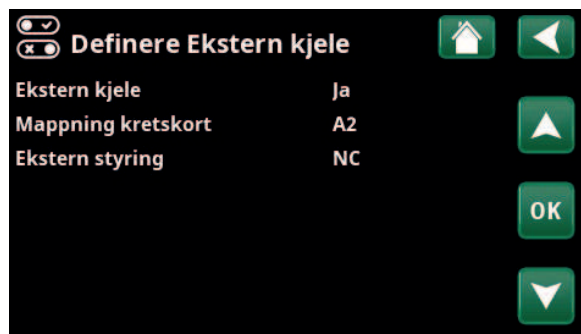 Definere Ekstern kjele
Ekstern kjele Ja
Mappning kretskort A2
Ekstern styring NC
OK